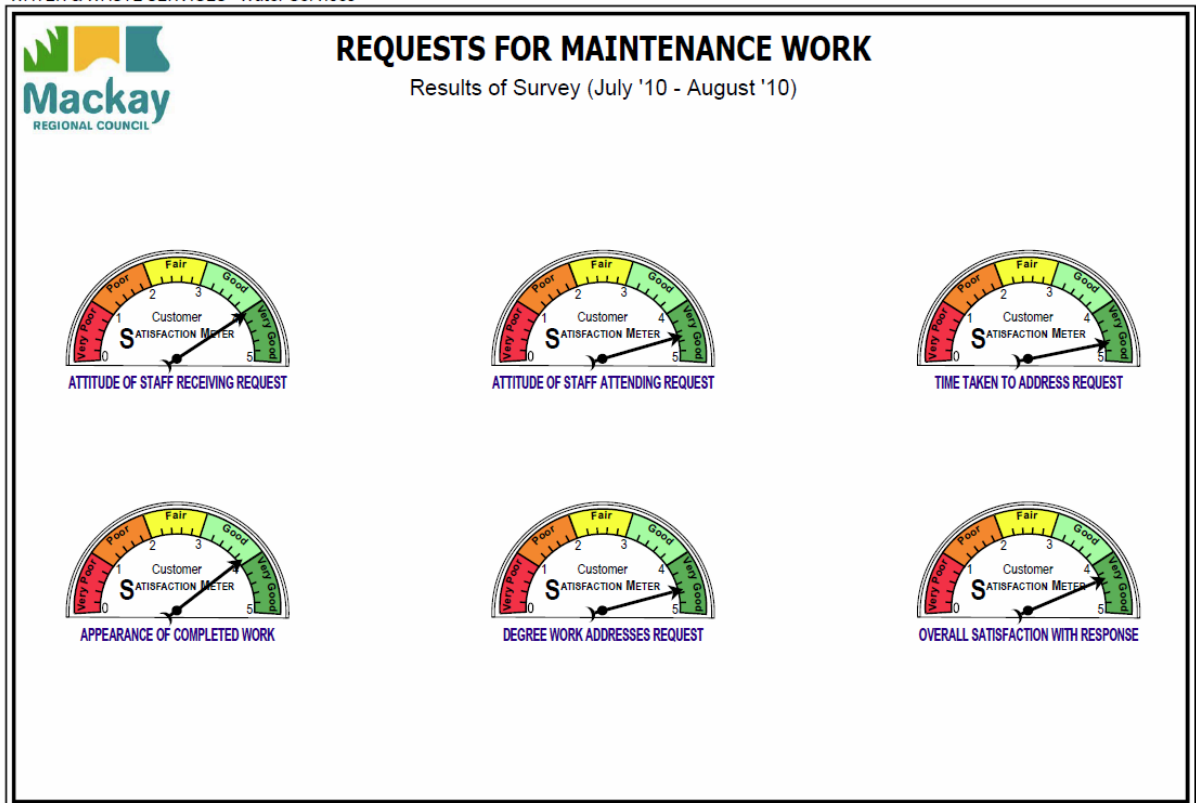 Mackay
REGIONAL COUNCIL
REQUESTS FOR MAINTENANCE WORK
Results of Survey (July '10 - August '10)
Very Poor Poor Fair Good Very Good
0 1 2 3 5
Customer
SATISFACTION METER
ATTITUDE OF STAFF RECEIVING REQUEST
Very Poor Poor Fair Good Very Good
0 1 2 3 4 5
Customer
SATISFACTION METER
ATTITUDE OF STAFF ATTENDING REQUEST
Very Poor Poor Fair Good Very Good
0 1 2 3 4 5
Customer
SATISFACTION METER
TIME TAKEN TO ADDRESS REQUEST
Very Poor Poor Fair Good Very Good
0 1 2 3 4 5
Customer
SATISFACTION METER
APPEARANCE OF COMPLETED WORK
Very Poor Poor Fair Good Very Good
0 1 2 3 4 5
Customer
SATISFACTION METER
DEGREE WORK ADDRESSES REQUEST
Very Poor Poor Fair Good Very Good
0 1 2 3 4 5
Customer
SATISFACTION METER
OVERALL SATISFACTION WITH RESPONSE